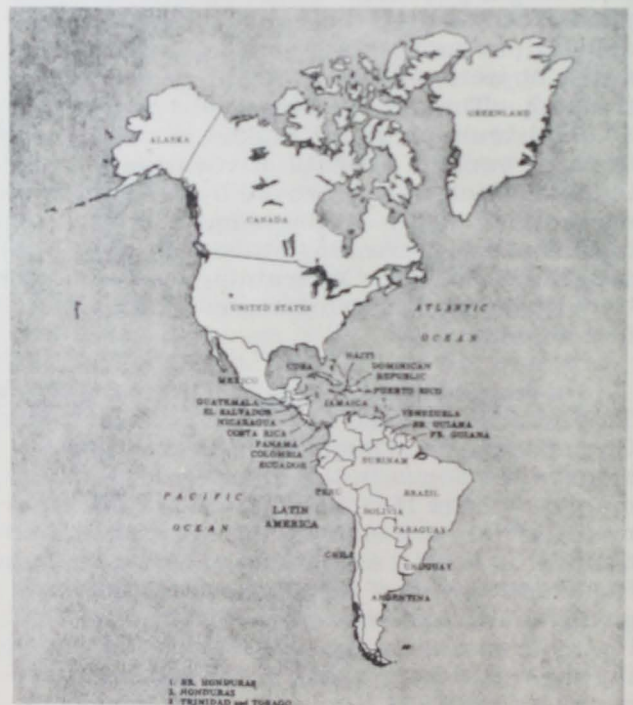 GREENLAND
ALASKA
CANADA
UNITED STATES
ATLANTIC
OCEAN
HAITI
CUBA
DOMINICAN
REPUBLIC
MEXICO
PUERTO RICO
JAMAICA
GUATEMALA
EL SALVADOR
NICARAGUA
COSTA RICA
PANAMA
COLOMBIA
ECUADOR
VENEZUELA
BR. GUIANA
FR. GUIANA
SURINAM
PERU
BRAZIL
PACIFIC
OCEAN
LATIN
AMERICA
BOLIVIA
PARAGUAY
CHILE
URUGUAY
ARGENTINA
1. BR. HONDURAS
2. HONDURAS
3. TRINIDAD and TOBAGO